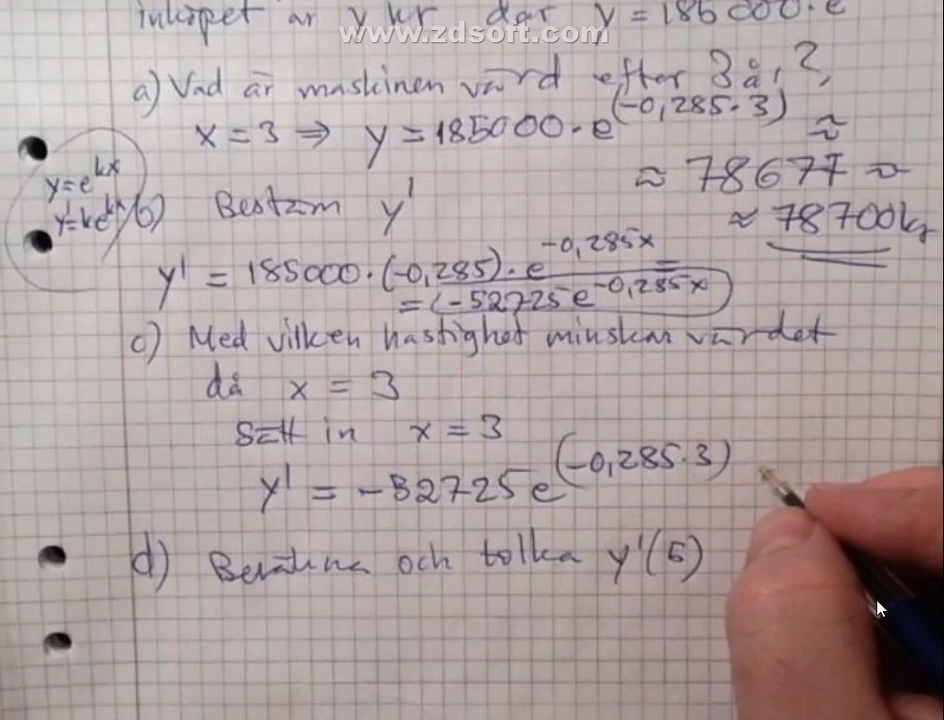 inköpet är y kr där y = 185 000 · e
www.zdsoft.com
a) Vad är maskinen värd efter 3 år?
x = 3 ⇒ y = 185000 · e^(-0,285·3) ≈
≈ 78677 ≈
≈ 78700 kr
y = e^kx
y' = k e^kx
b) Bestäm y'
y' = 185000 · (-0,285) · e^-0,285x =
= -52725 e^-0,285x
c) Med vilken hastighet minskar värdet
då x = 3
Sätt in x = 3
y' = -52725 e^(-0,285·3)
d) Beräkna och tolka y'(5)